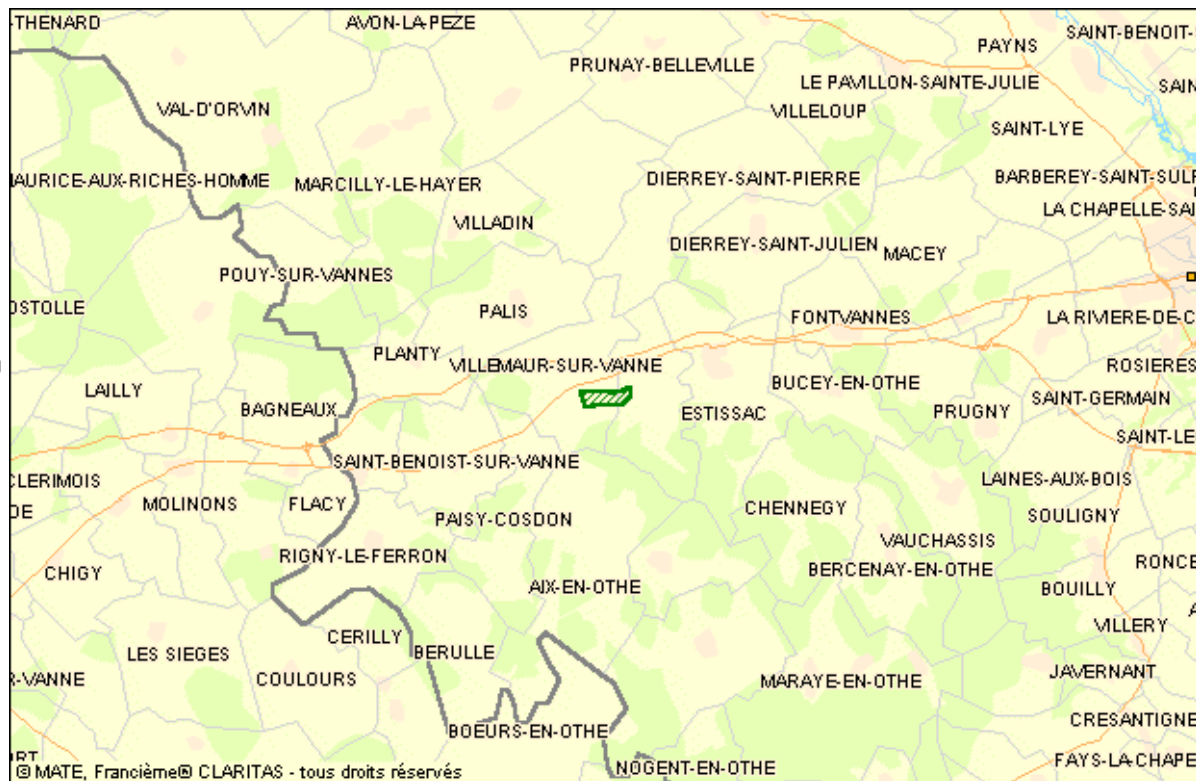 -THENARD
AVON-LA-PEZE
SAINT-BENOIT-
PAYNS
PRUNAY-BELLEVILLE
LE PAVILLON-SAINTE-JULIE
SAIN
VAL-D'ORVIN
VILLELOUP
SAINT-LYE
MAURICE-AUX-RICHES-HOMME
MARCILLY-LE-HAYER
DIERREY-SAINT-PIERRE
BARBEREY-SAINT-SULP
LA CHAPELLE-SAI
VILLADIN
DIERREY-SAINT-JULIEN
MACEY
POUY-SUR-VANNES
OSTOLLE
PALIS
FONTVANNES
LA RIVIERE-DE-C
PLANTY
VILLEMAUR-SUR-VANNE
ROSIERES
LAILLY
BUCEY-EN-OTHE
SAINT-GERMAIN
BAGNEAUX
ESTISSAC
PRUGNY
SAINT-LE
SAINT-BENOIST-SUR-VANNE
CLERIMOIS
LAINES-AUX-BOIS
MOLINONS
FLACY
CHENNEGY
DE
PAISY-COSDON
SOULIGNY
VAUCHASSIS
RIGNY-LE-FERRON
RONCE
CHIGY
BERCENAY-EN-OTHE
AIX-EN-OTHE
BOUILLY
VILLERY
CERILLY
LES SIEGES
BERULLE
JAVERNANT
R-VANNE
COULOURS
MARAYE-EN-OTHE
CRESANTIGNE
BOEURS-EN-OTHE
ORT
FAYS-LA-CHAPE
NOGENT-EN-OTHE
© MATE, Francième® CLARITAS - tous droits réservés